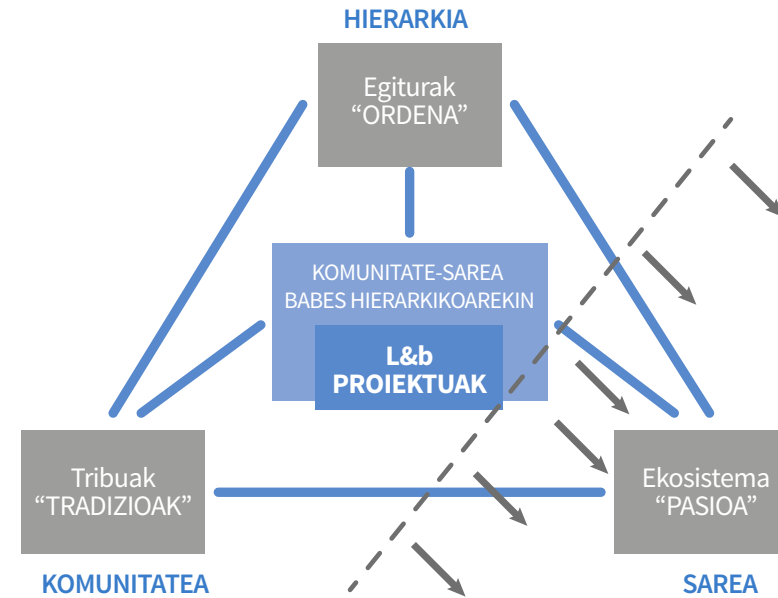 HIERARKIA
Egiturak
“ORDENA”
KOMUNITATE-SAREA
BABES HIERARKIKOAREKIN
L&b
PROIEKTUAK
Tribuak
“TRADIZIOAK”
Ekosistema
“PASIOA”
KOMUNITATEA
SAREA